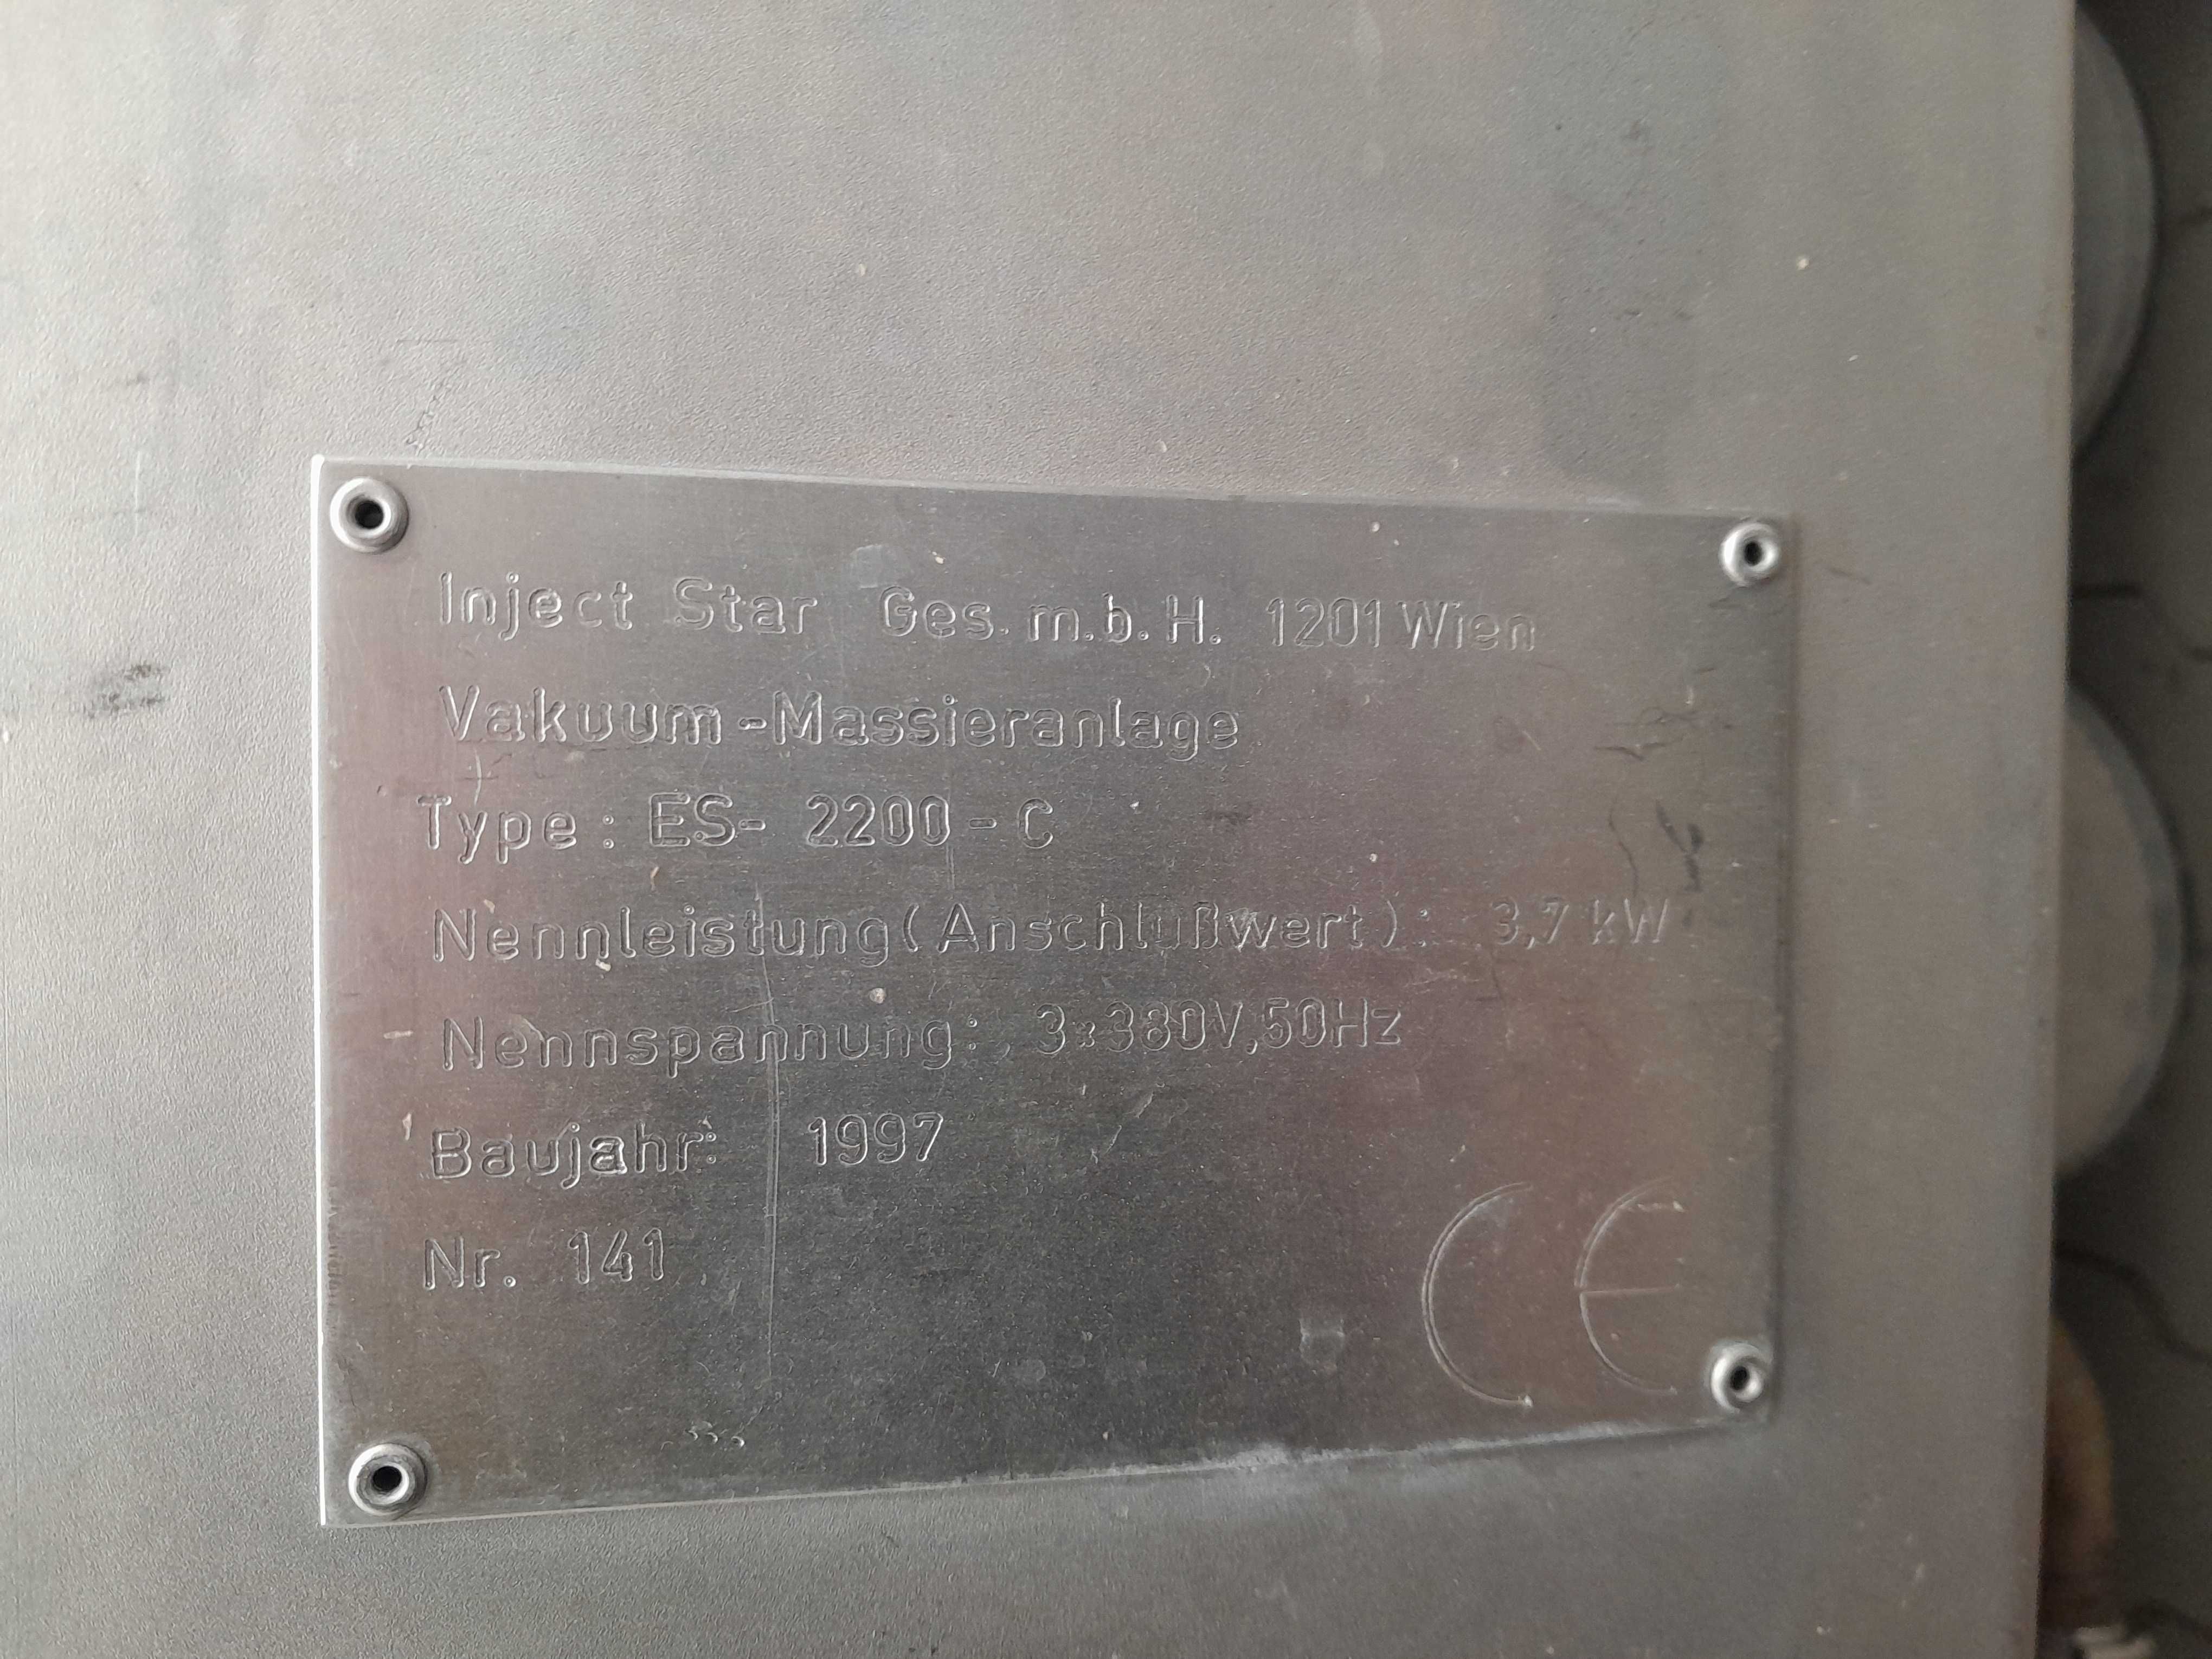 Inject Star Ges.m.b.H. 1201 Wien
Vakuum-Massieranlage
Type: ES- 2200-C
Nennleistung(Anschlußwert): 3,7 kW
Nennspannung: 3x380V,50Hz
Baujahr: 1997
Nr. 141
CE